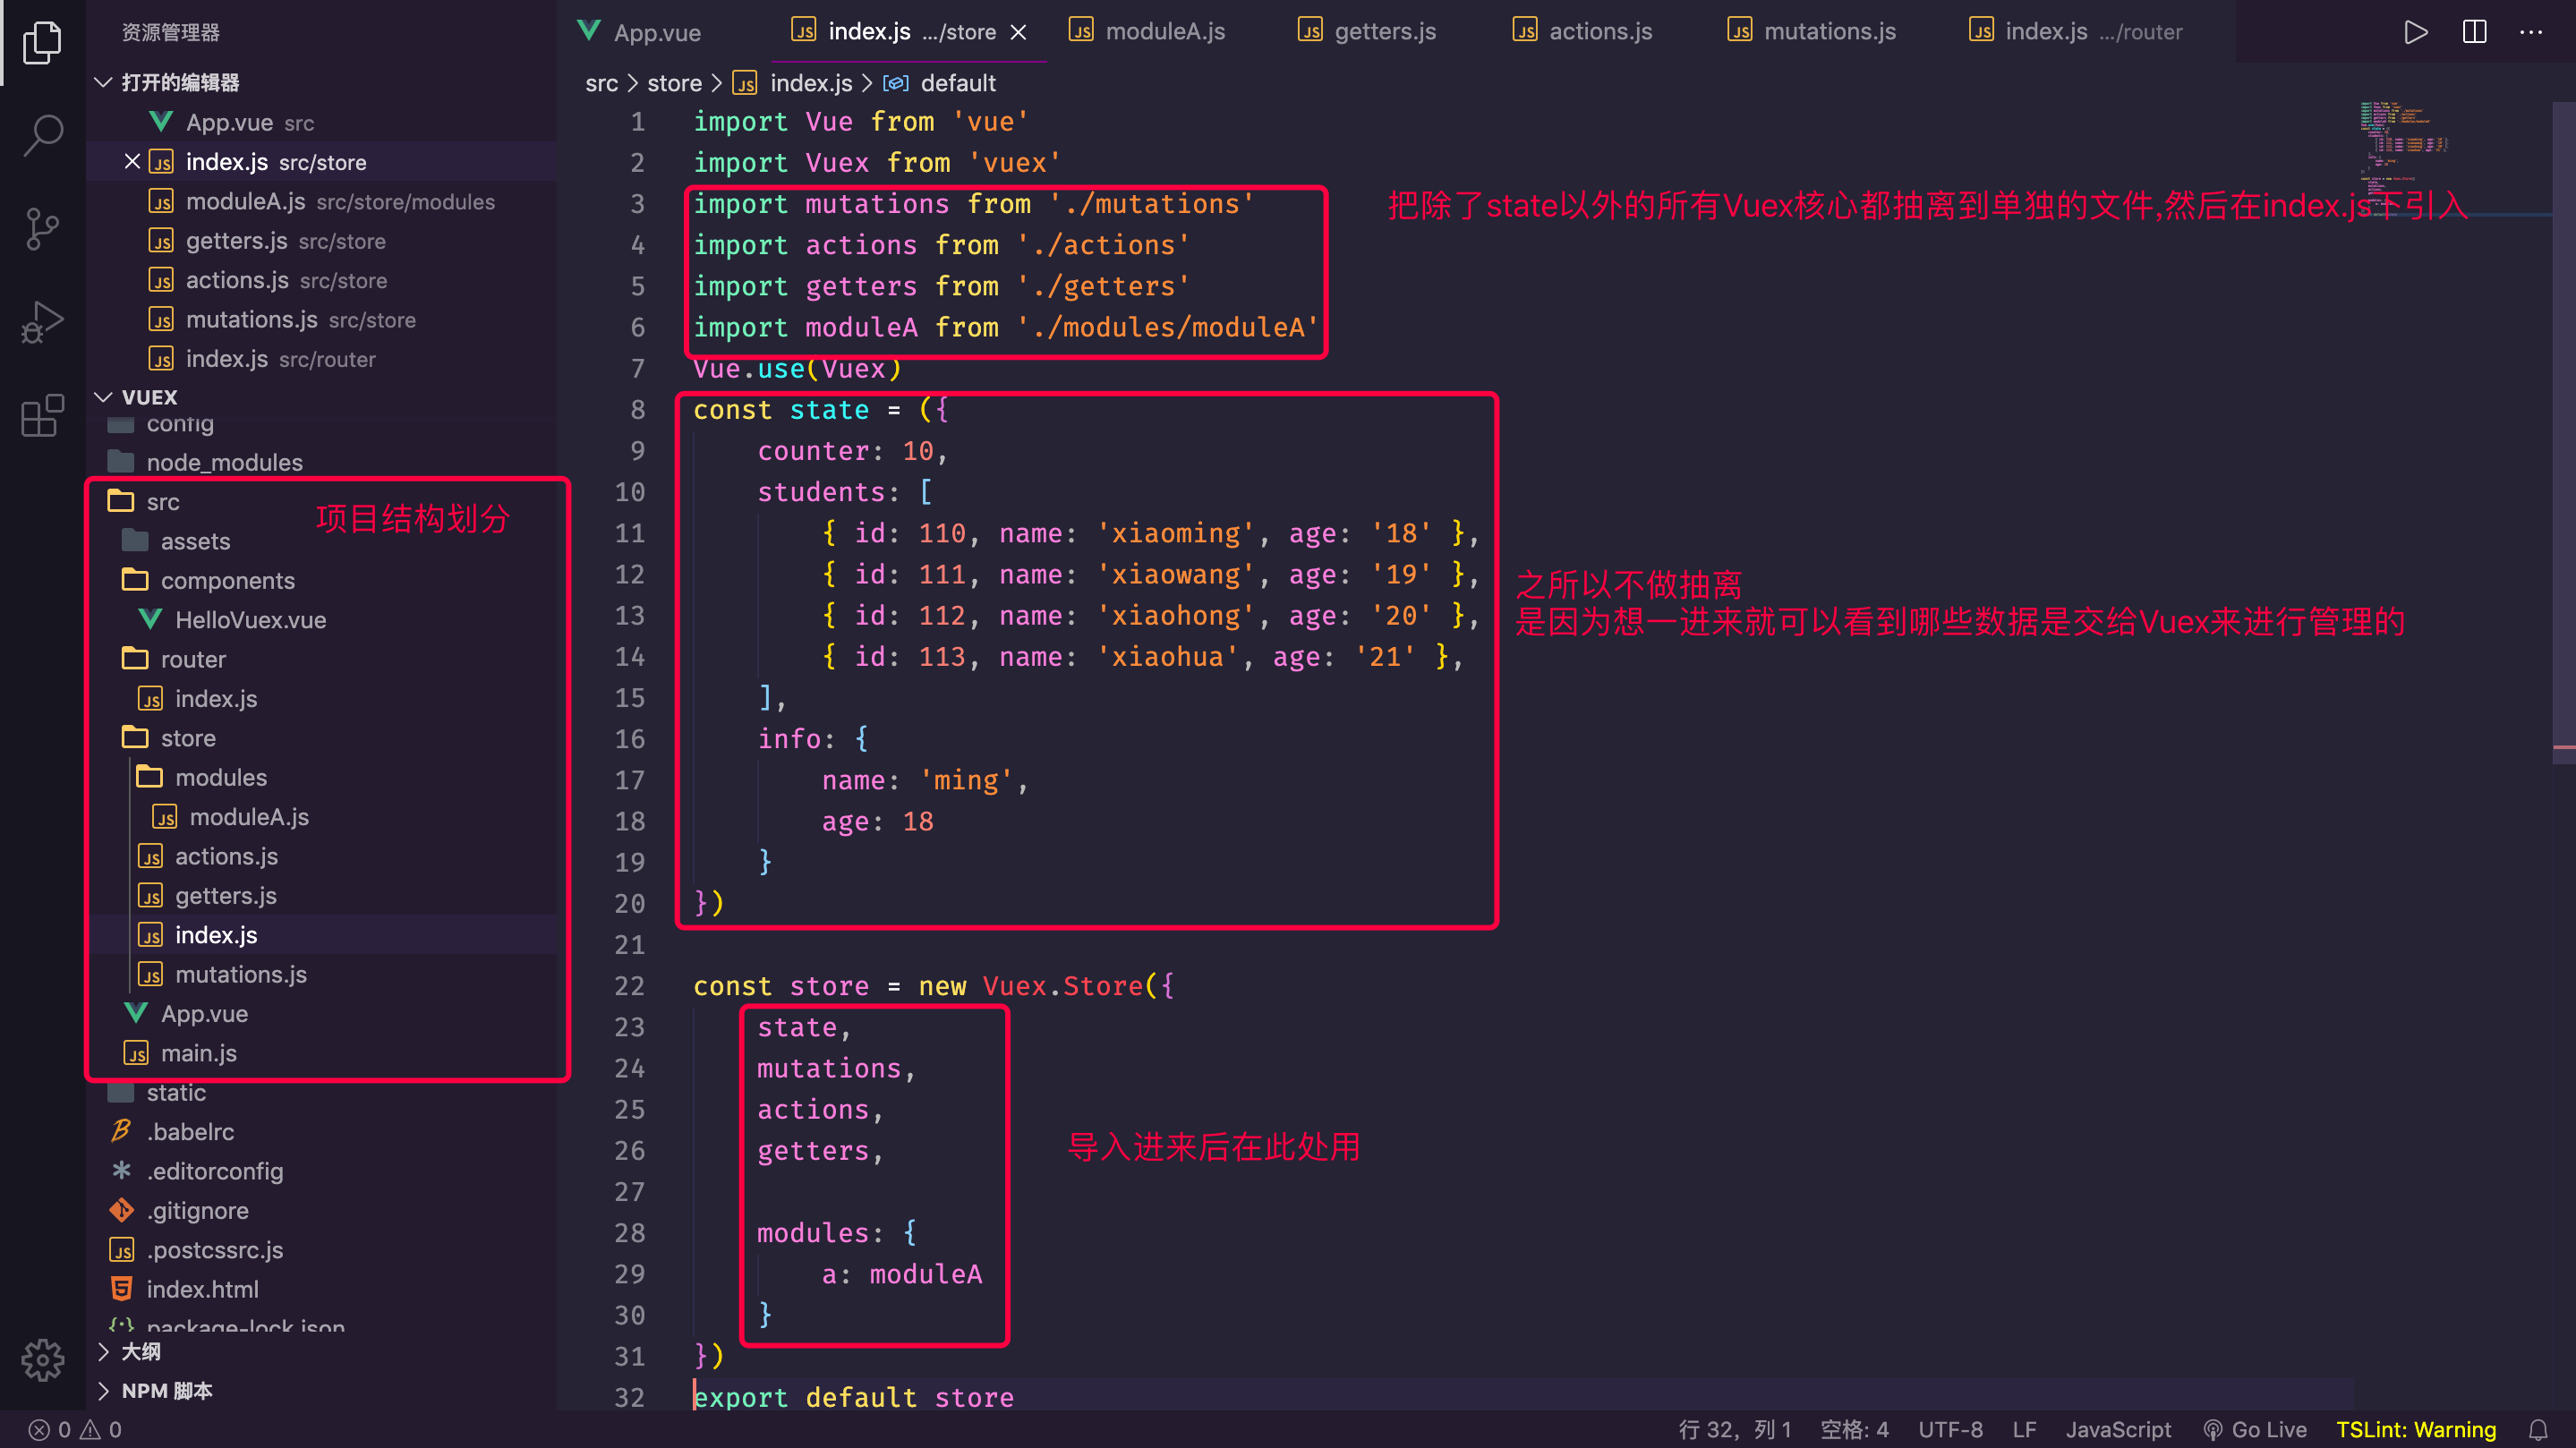 资源管理器
打开的编辑器
App.vue src
index.js src/store
moduleA.js src/store/modules
getters.js src/store
actions.js src/store
mutations.js src/store
index.js src/router
VUEX
config
node_modules
src
项目结构划分
assets
components
HelloVuex.vue
router
index.js
store
modules
moduleA.js
actions.js
getters.js
index.js
mutations.js
App.vue
main.js
static
.babelrc
.editorconfig
.gitignore
.postcssrc.js
index.html
package-lock.json
大纲
NPM 脚本
App.vue
index.js .../store
moduleA.js
getters.js
actions.js
mutations.js
index.js .../router
src > store > JS index.js > default
1 import Vue from 'vue'
2 import Vuex from 'vuex'
3 import mutations from './mutations'
4 import actions from './actions'
5 import getters from './getters'
6 import moduleA from './modules/moduleA'
把除了state以外的所有Vuex核心都抽离到单独的文件,然后在index.js下引入
7 Vue.use(Vuex)
8 const state = ({
9 counter: 10,
10 students: [
11 { id: 110, name: 'xiaoming', age: '18' },
12 { id: 111, name: 'xiaowang', age: '19' },
13 { id: 112, name: 'xiaohong', age: '20' },
14 { id: 113, name: 'xiaohua', age: '21' },
之所以不做抽离
是因为想一进来就可以看到哪些数据是交给Vuex来进行管理的
15 ],
16 info: {
17 name: 'ming',
18 age: 18
19 }
20 })
21
22 const store = new Vuex.Store({
23 state,
24 mutations,
25 actions,
26 getters,
导入进来后在此处用
27
28 modules: {
29 a: moduleA
30 }
31 })
32 export default store
0 0
行 32，列 1
空格: 4
UTF-8
LF
JavaScript
Go Live
TSLint: Warning